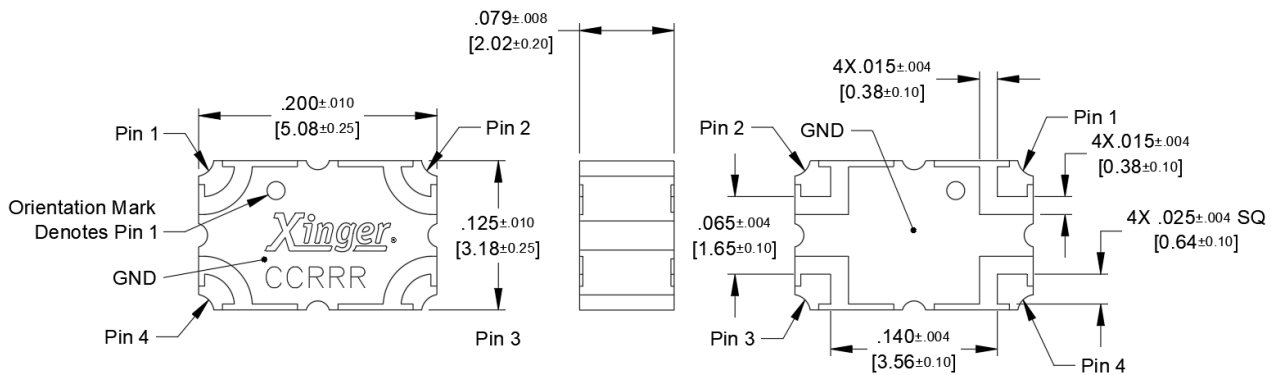 .079±.008
[2.02±0.20]
4X.015±.004
[0.38±0.10]
.200±.010
[5.08±0.25]
Pin 1
Pin 2
Pin 2
GND
Pin 1
4X.015±.004
[0.38±0.10]
Orientation Mark
Denotes Pin 1
Xinger®
.125±.010
[3.18±0.25]
.065±.004
[1.65±0.10]
4X .025±.004 SQ
[0.64±0.10]
GND
CCRRR
Pin 4
Pin 3
Pin 3
.140±.004
[3.56±0.10]
Pin 4